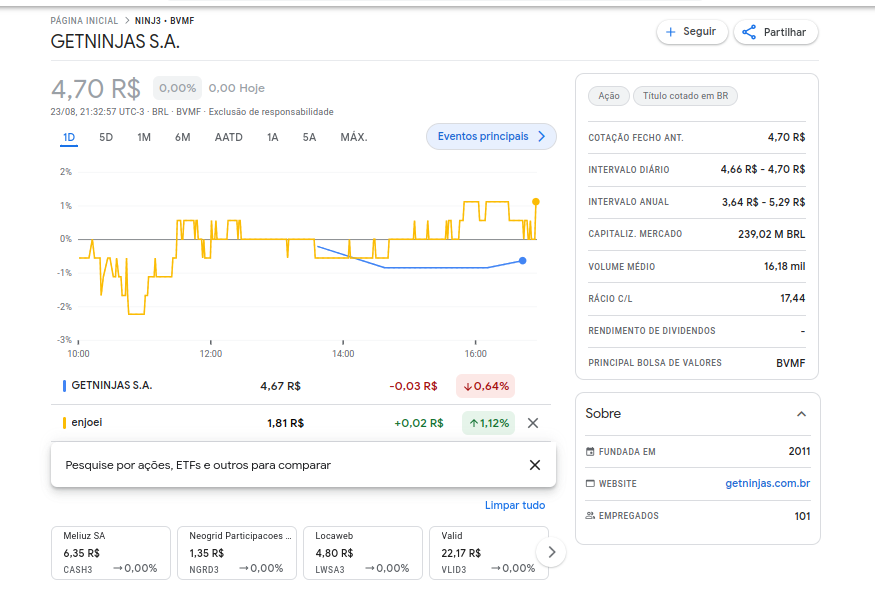 PÁGINA INICIAL > NINJ3 • BVMF
GETNINJAS S.A.
Seguir
Partilhar
4,70 R$ 0,00% 0,00 Hoje
23/08, 21:32:57 UTC-3 · BRL · BVMF · Exclusão de responsabilidade
1D 5D 1M 6M AATD 1A 5A MÁX.
Eventos principais
2%
1%
0%
-1%
-2%
-3%
10:00 12:00 14:00 16:00
GETNINJAS S.A. 4,67 R$ -0,03 R$ ↓0,64%
enjoei 1,81 R$ +0,02 R$ ↑1,12%
Pesquise por ações, ETFs e outros para comparar
Limpar tudo
Meliuz SA
6,35 R$
CASH3 →0,00%
Neogrid Participacoes ...
1,35 R$
NGRD3 →0,00%
Locaweb
4,80 R$
LWSA3 →0,00%
Valid
22,17 R$
VLID3 →0,00%
Ação
Título cotado em BR
COTAÇÃO FECHO ANT. 4,70 R$
INTERVALO DIÁRIO 4,66 R$ - 4,70 R$
INTERVALO ANUAL 3,64 R$ - 5,29 R$
CAPITALIZ. MERCADO 239,02 M BRL
VOLUME MÉDIO 16,18 mil
RÁCIO C/L 17,44
RENDIMENTO DE DIVIDENDOS -
PRINCIPAL BOLSA DE VALORES BVMF
Sobre
FUNDADA EM 2011
WEBSITE getninjas.com.br
EMPREGADOS 101